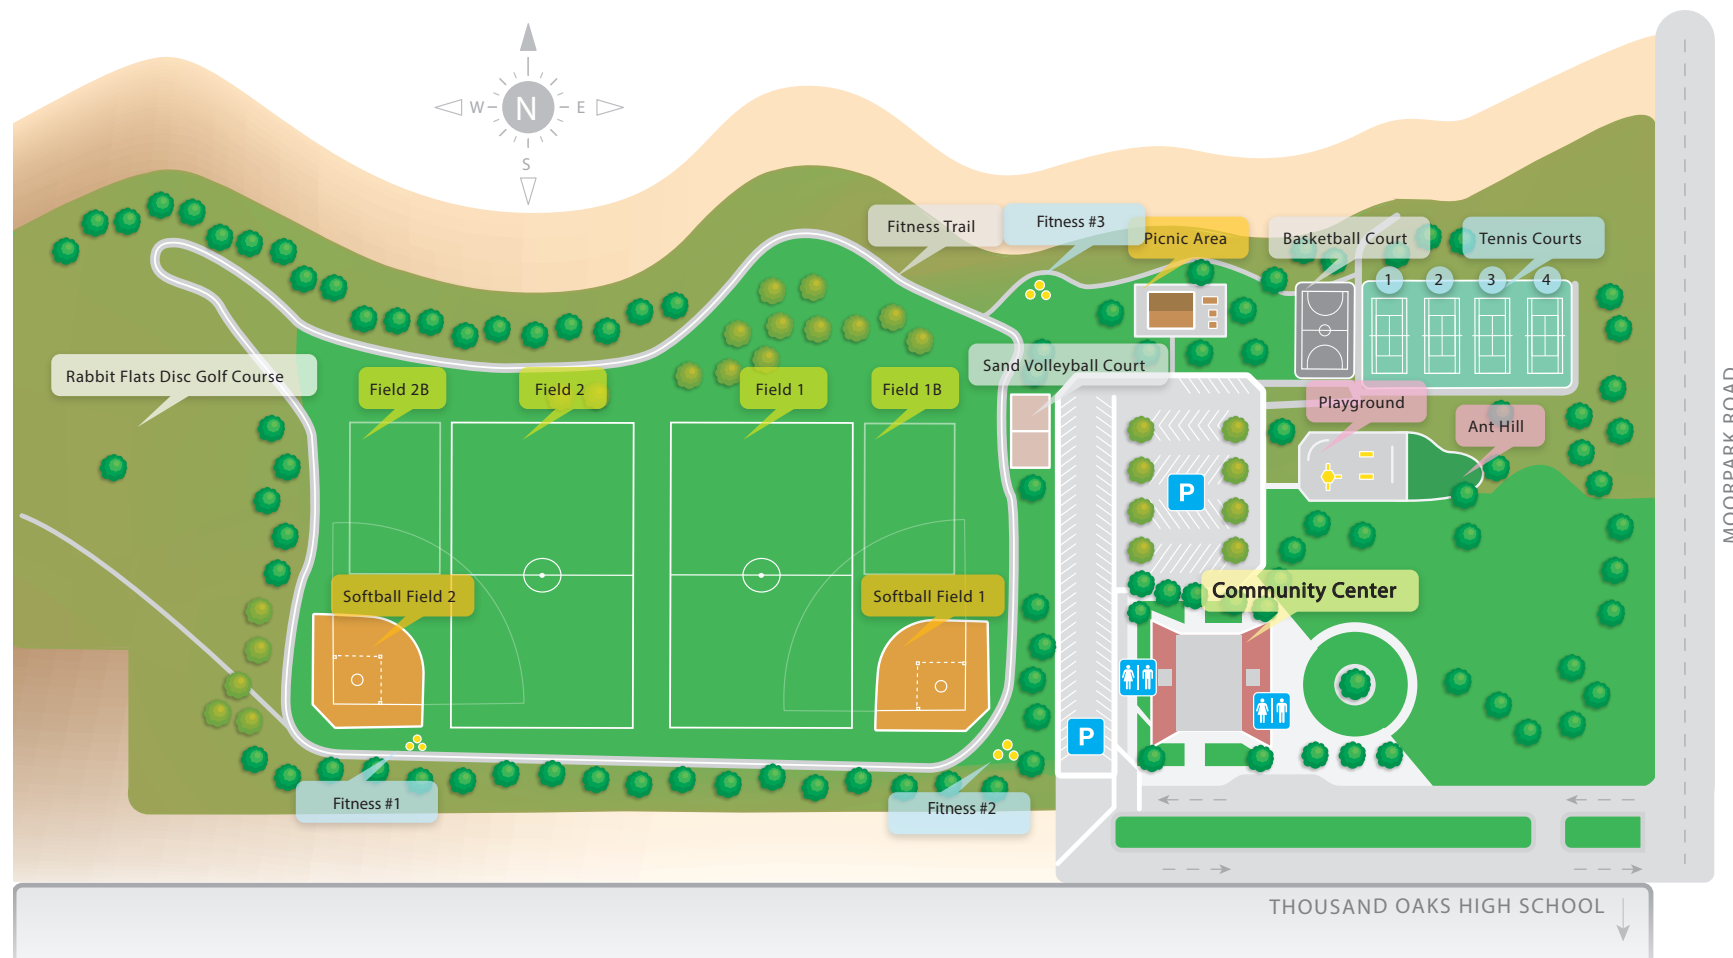 N
W
E
S
Fitness Trail
Fitness #3
Picnic Area
Basketball Court
Tennis Courts
1
2
3
4
Rabbit Flats Disc Golf Course
Field 2B
Field 2
Field 1
Field 1B
Sand Volleyball Court
Playground
Ant Hill
MOORPARK ROAD
P
Softball Field 2
Softball Field 1
Community Center
P
Fitness #1
Fitness #2
THOUSAND OAKS HIGH SCHOOL